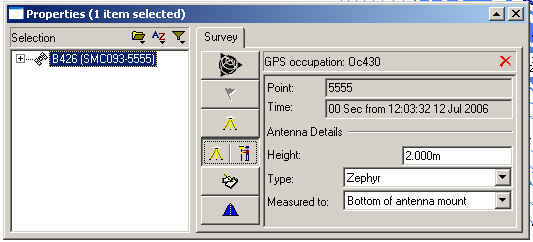 Properties (1 item selected)
Selection
B426 (SMC093-5555)
Survey
GPS occupation: Oc430
Point: 5555
Time: 00 Sec from 12:03:32 12 Jul 2006
Antenna Details
Height: 2.000m
Type: Zephyr
Measured to: Bottom of antenna mount